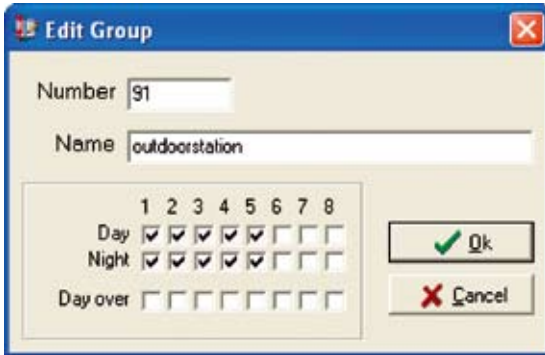 Edit Group
Number 91
Name outdoorstation
1 2 3 4 5 6 7 8
Day
Night
Day over
Ok
Cancel